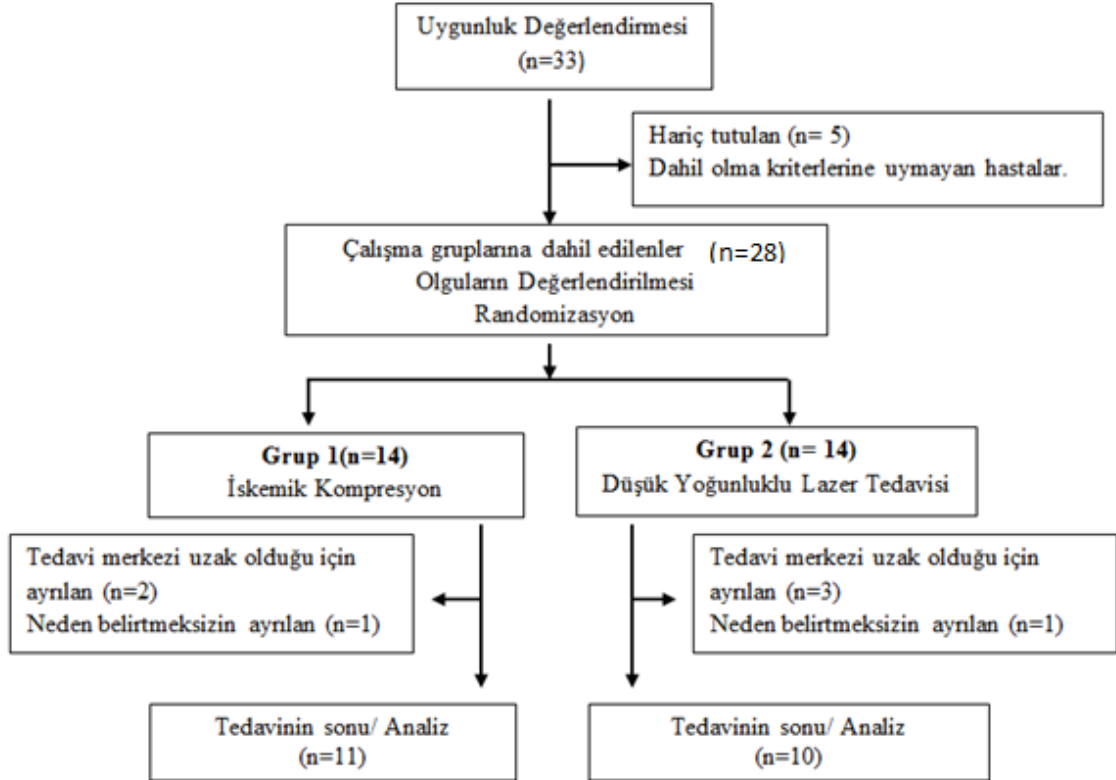 Uygunluk Değerlendirmesi
(n=33)
Hariç tutulan (n= 5)
Dahil olma kriterlerine uymayan hastalar.
Çalışma gruplarına dahil edilenler (n=28)
Olguların Değerlendirilmesi
Randomizasyon
Grup 1(n=14)
İskemik Kompresyon
Grup 2 (n= 14)
Düşük Yoğunluklu Lazer Tedavisi
Tedavi merkezi uzak olduğu için
ayrılan (n=2)
Neden belirtmeksizin ayrılan (n=1)
Tedavi merkezi uzak olduğu için
ayrılan (n=3)
Neden belirtmeksizin ayrılan (n=1)
Tedavinin sonu/ Analiz
(n=11)
Tedavinin sonu/ Analiz
(n=10)